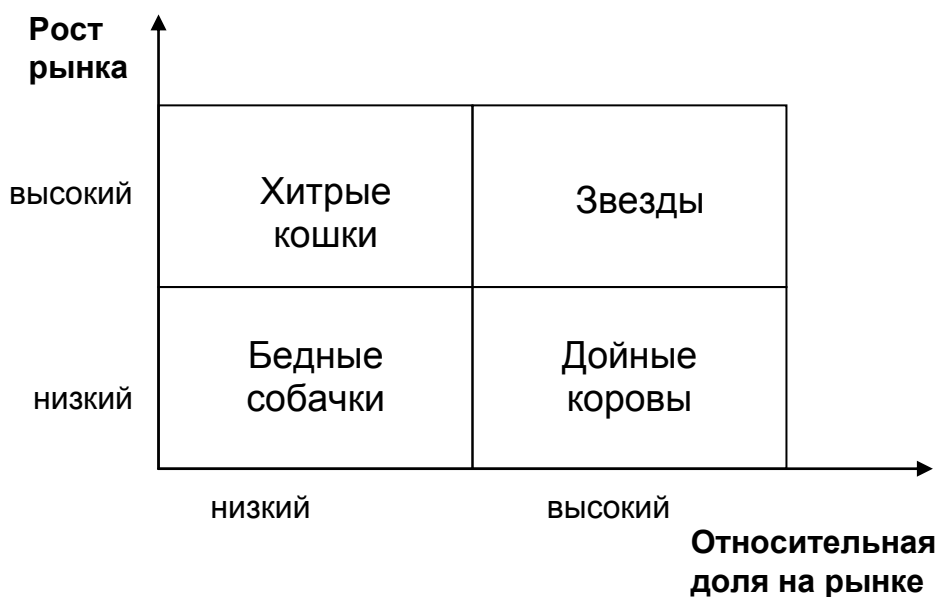 Рост
рынка
высокий
Хитрые
кошки
Звезды
низкий
Бедные
собачки
Дойные
коровы
низкий
высокий
Относительная
доля на рынке